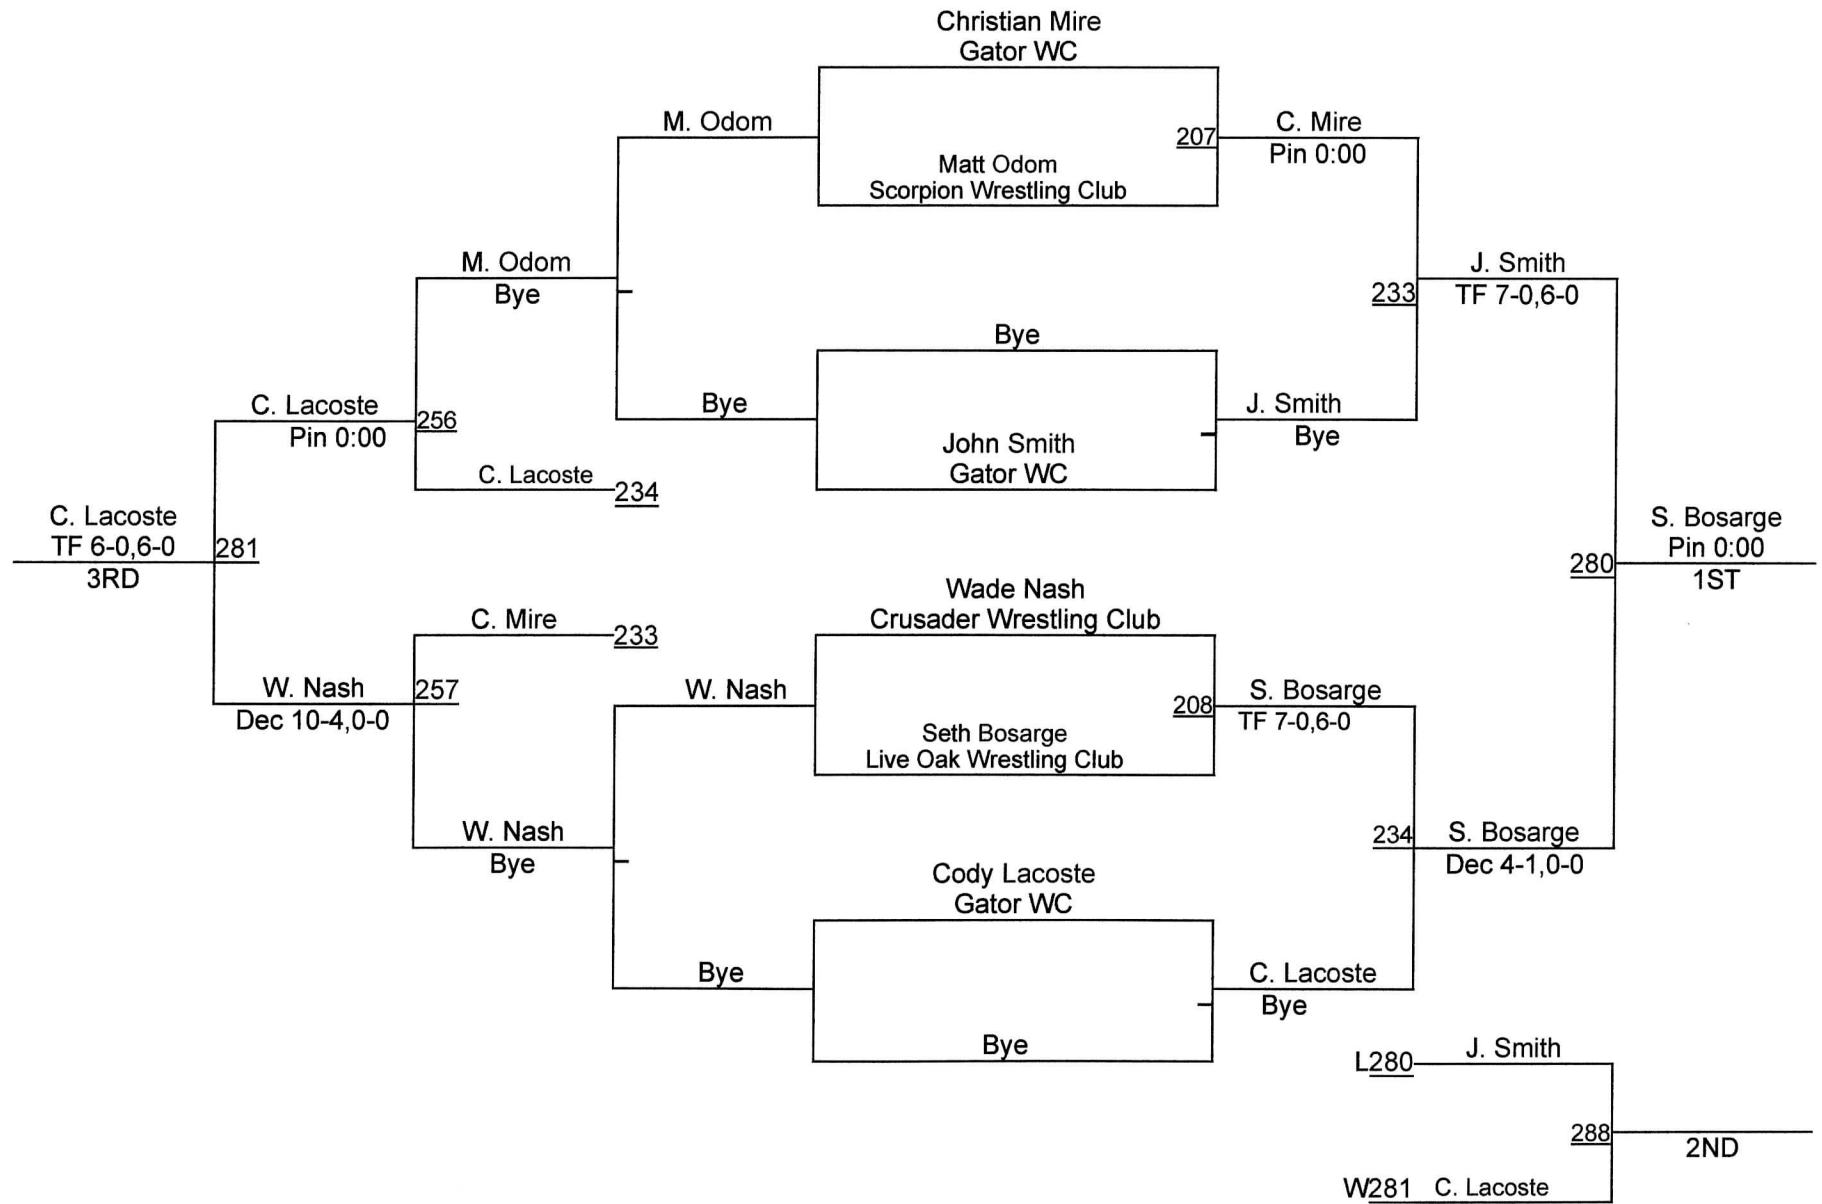 Christian Mire
Gator WC
M. Odom
207
C. Mire
Pin 0:00
Matt Odom
Scorpion Wrestling Club
M. Odom
Bye
233
J. Smith
TF 7-0,6-0
Bye
C. Lacoste
Pin 0:00
256
Bye
J. Smith
Bye
John Smith
Gator WC
C. Lacoste
234
C. Lacoste
TF 6-0,6-0
3RD
281
S. Bosarge
Pin 0:00
1ST
280
Wade Nash
Crusader Wrestling Club
C. Mire
233
W. Nash
Dec 10-4,0-0
257
W. Nash
208
S. Bosarge
TF 7-0,6-0
Seth Bosarge
Live Oak Wrestling Club
W. Nash
Bye
234
S. Bosarge
Dec 4-1,0-0
Cody Lacoste
Gator WC
Bye
C. Lacoste
Bye
Bye
L280
J. Smith
288
2ND
W281
C. Lacoste